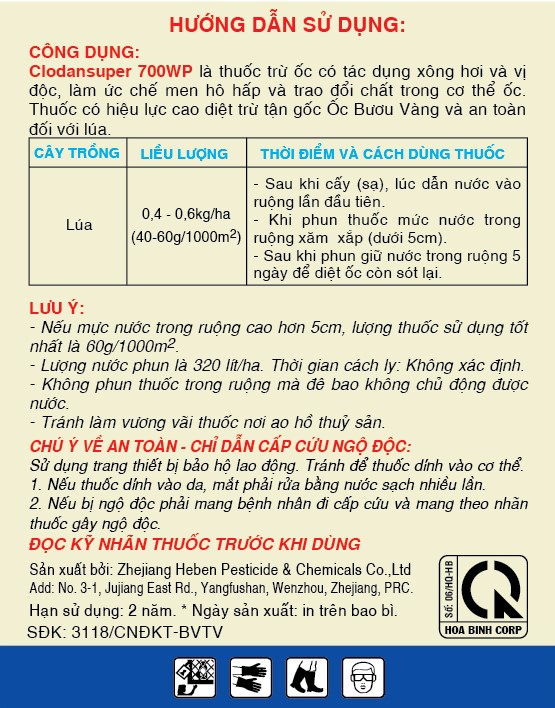 HƯỚNG DẪN SỬ DỤNG:
CÔNG DỤNG:
Clodansuper 700WP là thuốc trừ ốc có tác dụng xông hơi và vị
độc, làm ức chế men hô hấp và trao đổi chất trong cơ thể ốc.
Thuốc có hiệu lực cao diệt trừ tận gốc Ốc Bươu Vàng và an toàn
đối với lúa.
CÂY TRỒNG LIỀU LƯỢNG THỜI ĐIỂM VÀ CÁCH DÙNG THUỐC
Lúa
0,4 - 0,6kg/ha
(40-60g/1000m2)
- Sau khi cấy (sạ), lúc dẫn nước vào
ruộng lần đầu tiên.
- Khi phun thuốc mức nước trong
ruộng xăm xắp (dưới 5cm).
- Sau khi phun giữ nước trong ruộng 5
ngày để diệt ốc còn sót lại.
LƯU Ý:
- Nếu mực nước trong ruộng cao hơn 5cm, lượng thuốc sử dụng tốt
nhất là 60g/1000m2.
- Lượng nước phun là 320 lít/ha. Thời gian cách ly: Không xác định.
- Không phun thuốc trong ruộng mà đê bao không chủ động được
nước.
- Tránh làm vương vãi thuốc nơi ao hồ thuỷ sản.
CHÚ Ý VỀ AN TOÀN - CHỈ DẪN CẤP CỨU NGỘ ĐỘC:
Sử dụng trang thiết bị bảo hộ lao động. Tránh để thuốc dính vào cơ thể.
1. Nếu thuốc dính vào da, mắt phải rửa bằng nước sạch nhiều lần.
2. Nếu bị ngộ độc phải mang bệnh nhân đi cấp cứu và mang theo nhãn
thuốc gây ngộ độc.
ĐỌC KỸ NHÃN THUỐC TRƯỚC KHI DÙNG
Sản xuất bởi: Zhejiang Heben Pesticide & Chemicals Co.,Ltd
Add: No. 3-1, Jujiang East Rd., Yangfushan, Wenzhou, Zhejiang, PRC.
Hạn sử dụng: 2 năm. * Ngày sản xuất: in trên bao bì.
SĐK: 3118/CNĐKT-BVTV
Số: 06/HQ-HB
HOA BINH CORP